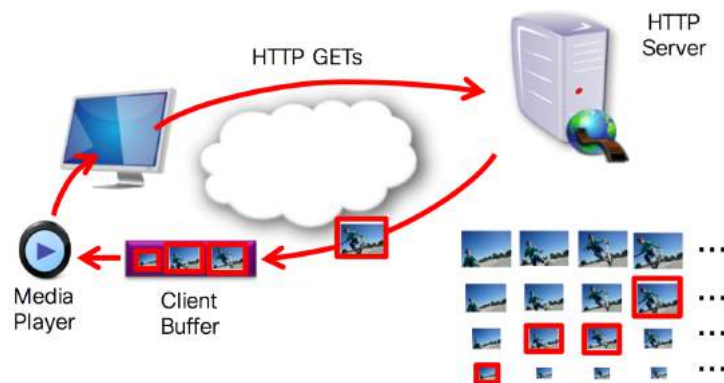 HTTP
Server
HTTP GETs
Media
Player
Client
Buffer
...
...
...
...